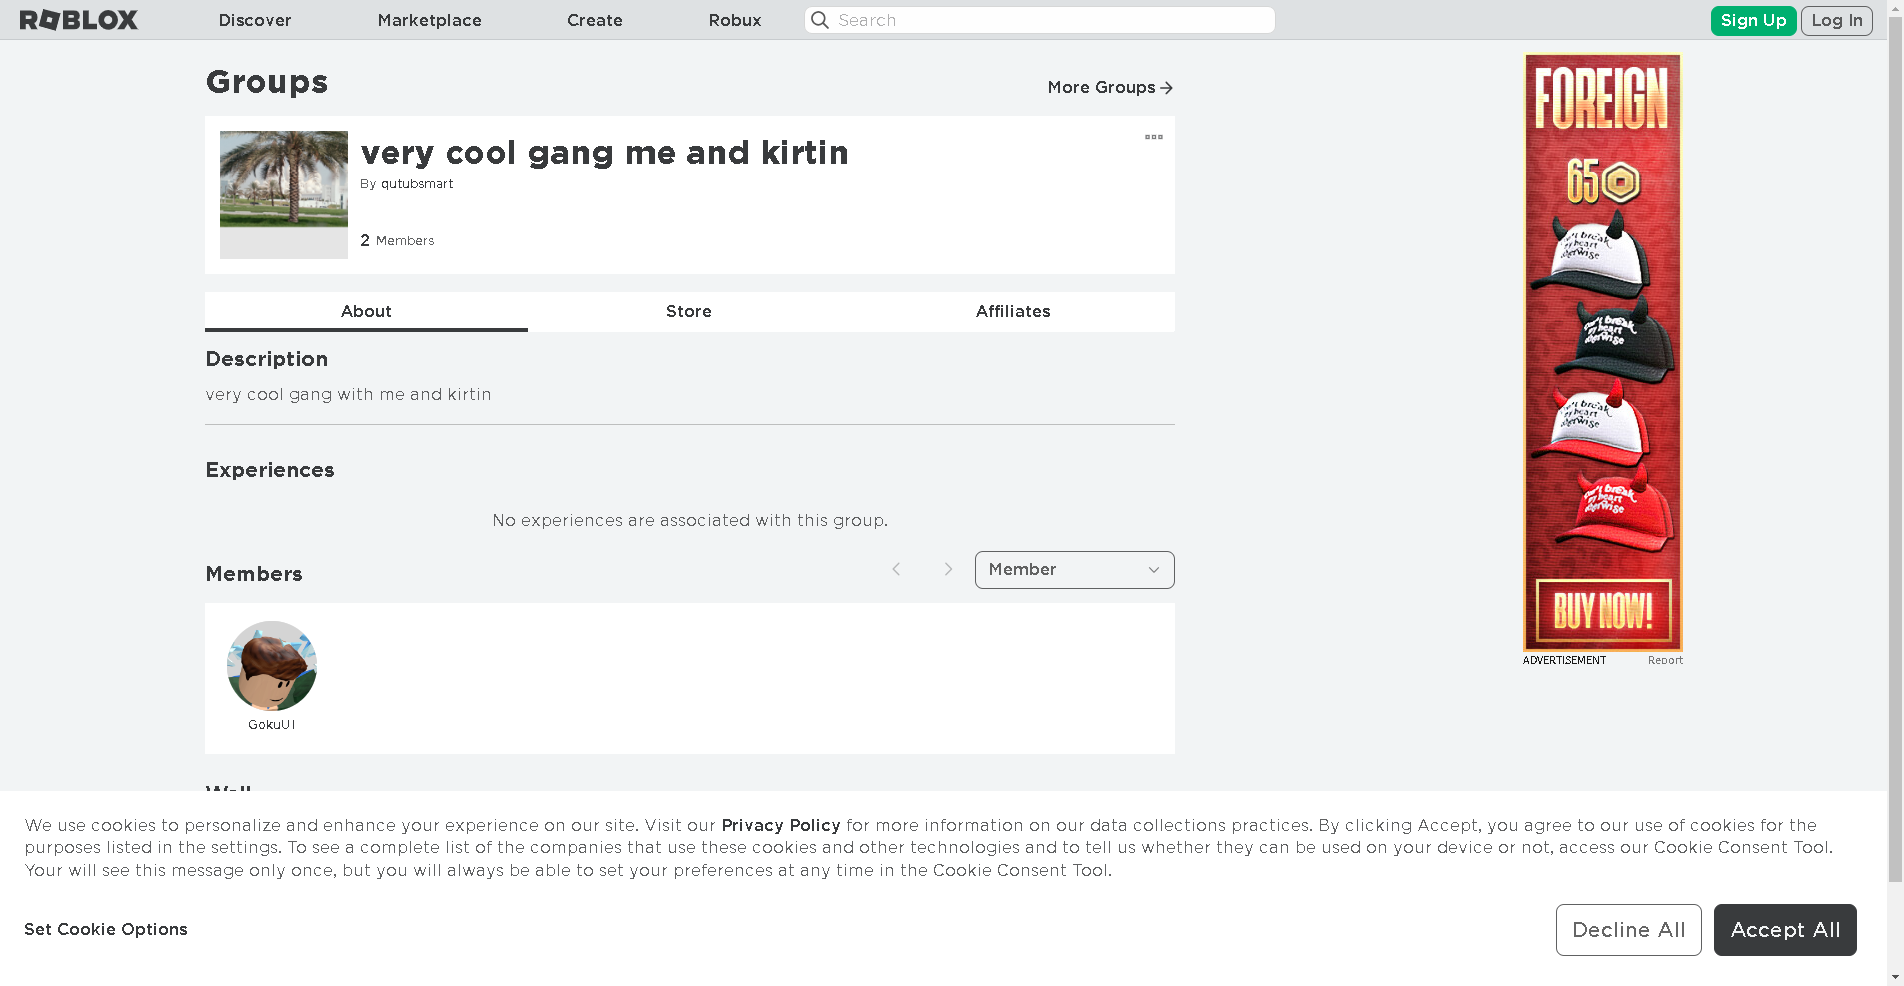 ROBLOX
Discover
Marketplace
Create
Robux
Search
Sign Up
Log In
Groups
More Groups
very cool gang me and kirtin
By qutubsmart
2 Members
About
Store
Affiliates
Description
very cool gang with me and kirtin
Experiences
No experiences are associated with this group.
Members
Member
GokuUI
Wall
FOREIGN
65
BUY NOW!
ADVERTISEMENT
Report
We use cookies to personalize and enhance your experience on our site. Visit our Privacy Policy for more information on our data collections practices. By clicking Accept, you agree to our use of cookies for the
purposes listed in the settings. To see a complete list of the companies that use these cookies and other technologies and to tell us whether they can be used on your device or not, access our Cookie Consent Tool.
Your will see this message only once, but you will always be able to set your preferences at any time in the Cookie Consent Tool.
Set Cookie Options
Decline All
Accept All